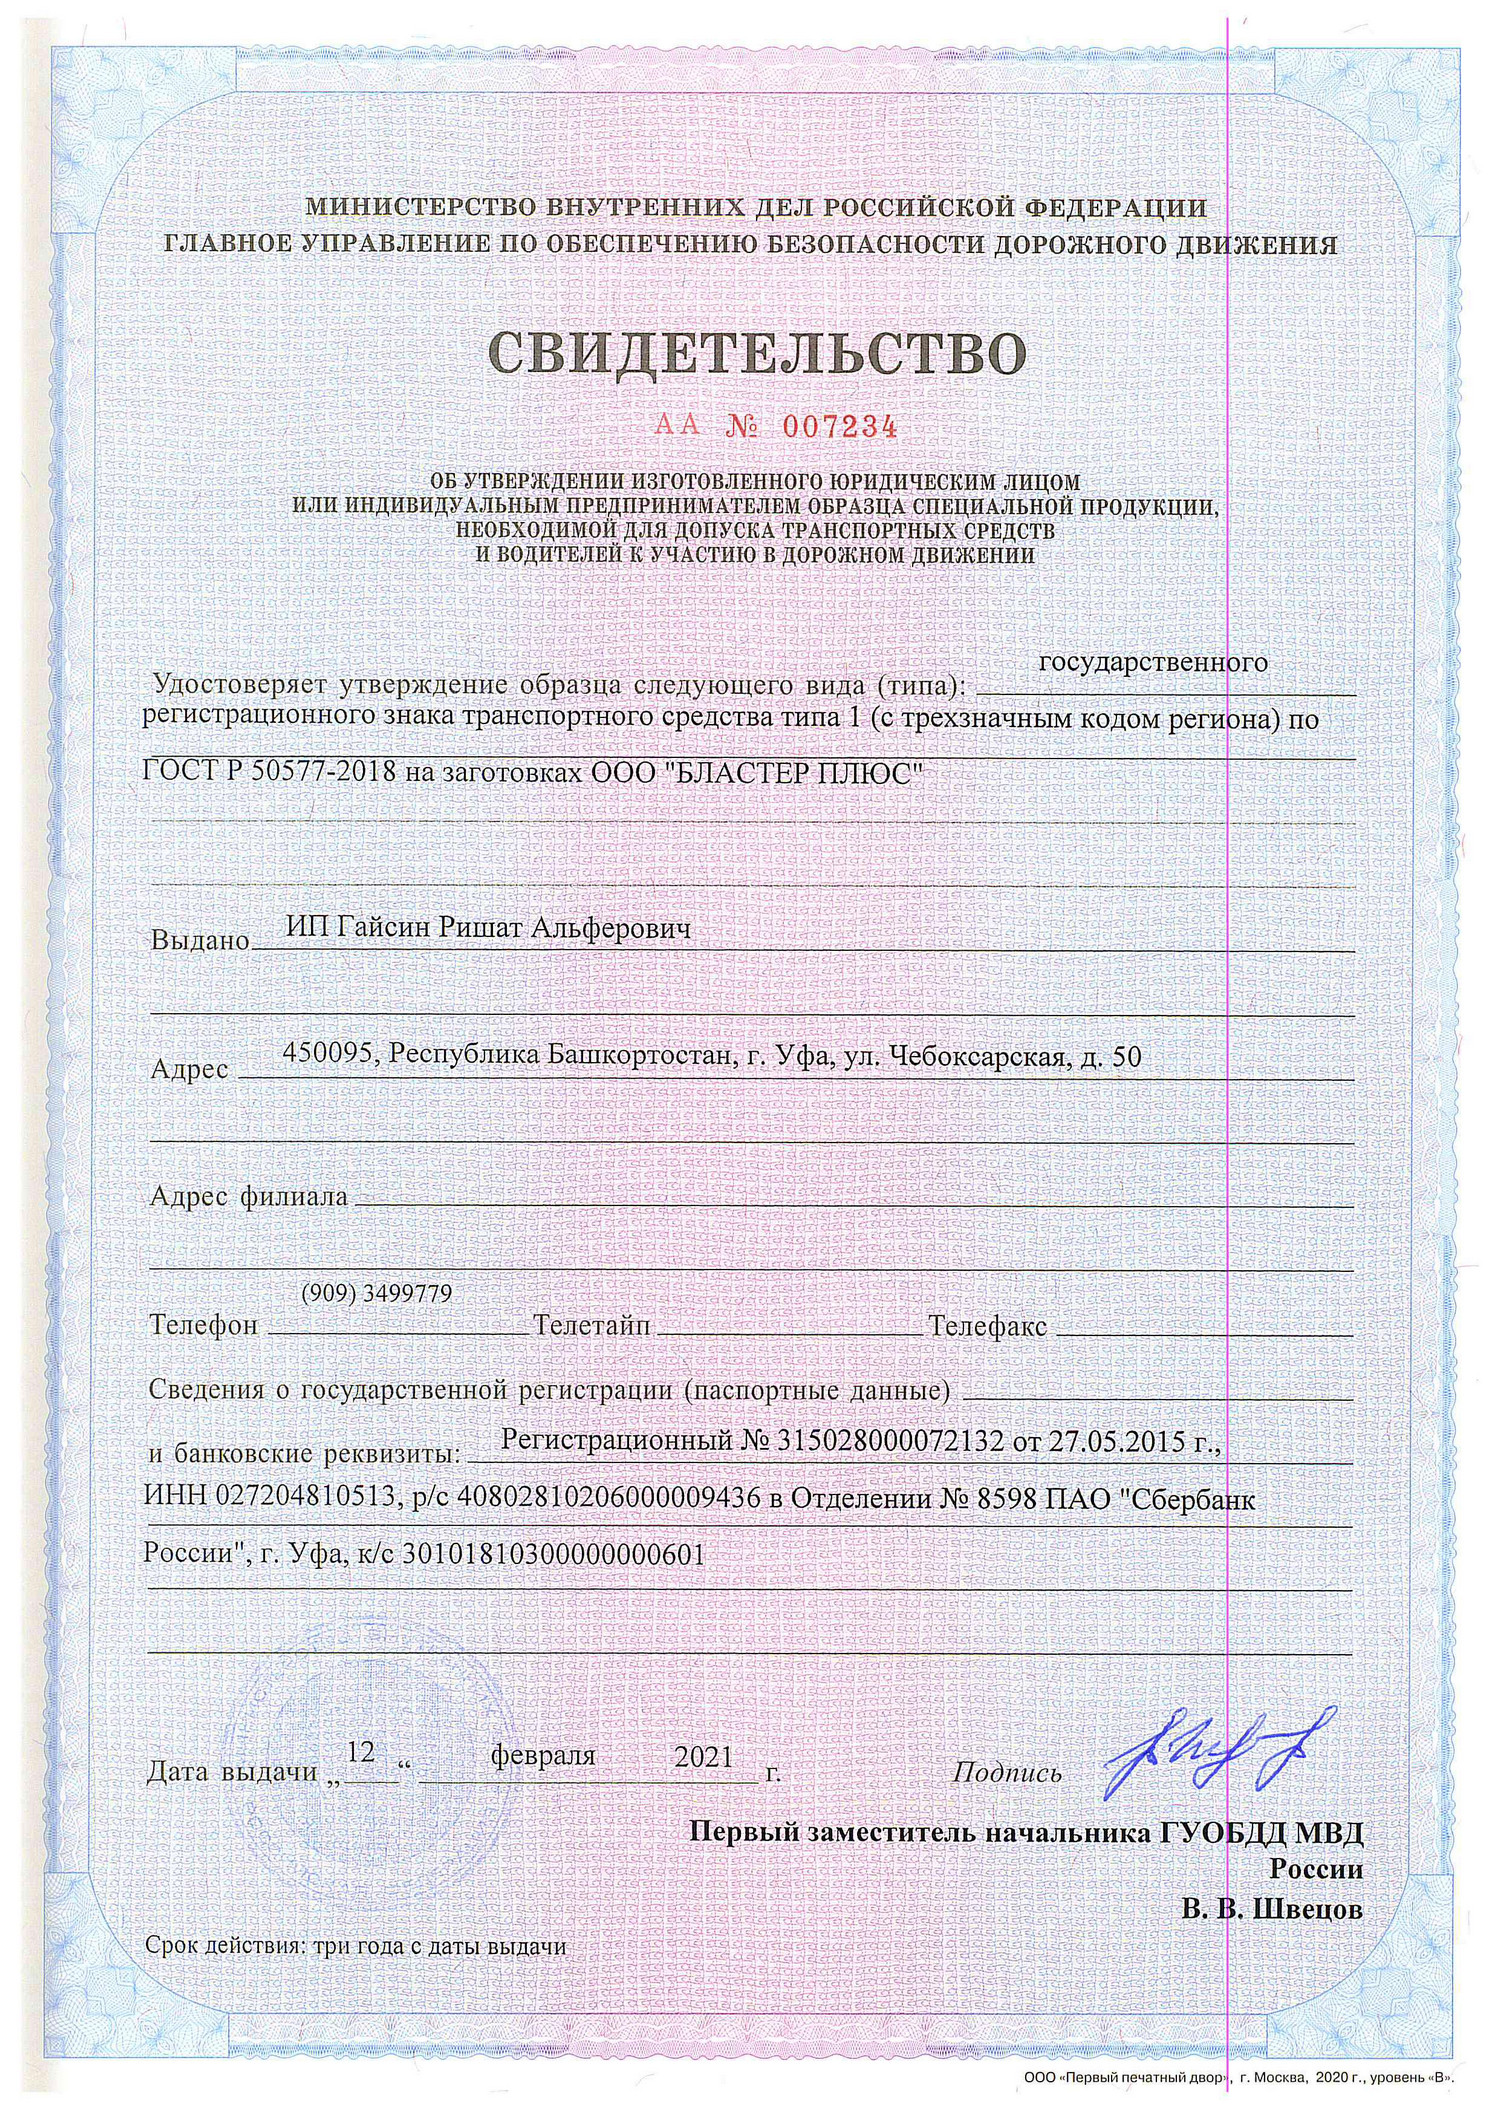 МИНИСТЕРСТВО ВНУТРЕННИХ ДЕЛ РОССИЙСКОЙ ФЕДЕРАЦИИ
ГЛАВНОЕ УПРАВЛЕНИЕ ПО ОБЕСПЕЧЕНИЮ БЕЗОПАСНОСТИ ДОРОЖНОГО ДВИЖЕНИЯ
СВИДЕТЕЛЬСТВО
АА № 007234
ОБ УТВЕРЖДЕНИИ ИЗГОТОВЛЕННОГО ЮРИДИЧЕСКИМ ЛИЦОМ
ИЛИ ИНДИВИДУАЛЬНЫМ ПРЕДПРИНИМАТЕЛЕМ ОБРАЗЦА СПЕЦИАЛЬНОЙ ПРОДУКЦИИ,
НЕОБХОДИМОЙ ДЛЯ ДОПУСКА ТРАНСПОРТНЫХ СРЕДСТВ
И ВОДИТЕЛЕЙ К УЧАСТИЮ В ДОРОЖНОМ ДВИЖЕНИИ
Удостоверяет утверждение образца следующего вида (типа): государственного
регистрационного знака транспортного средства типа 1 (с трехзначным кодом региона) по
ГОСТ Р 50577-2018 на заготовках ООО "БЛАСТЕР ПЛЮС"
Выдано ИП Гайсин Ришат Альферович
Адрес 450095, Республика Башкортостан, г. Уфа, ул. Чебоксарская, д. 50
Адрес филиала
Телефон (909) 3499779 Телетайп Телефакс
Сведения о государственной регистрации (паспортные данные)
и банковские реквизиты: Регистрационный № 315028000072132 от 27.05.2015 г.,
ИНН 027204810513, р/с 40802810206000009436 в Отделении № 8598 ПАО "Сбербанк
России", г. Уфа, к/с 30101810300000000601
Дата выдачи „12“ февраля 2021 г. Подпись
Первый заместитель начальника ГУОБДД МВД
России
В. В. Швецов
Срок действия: три года с даты выдачи
ООО «Первый печатный двор», г. Москва, 2020 г., уровень «В».